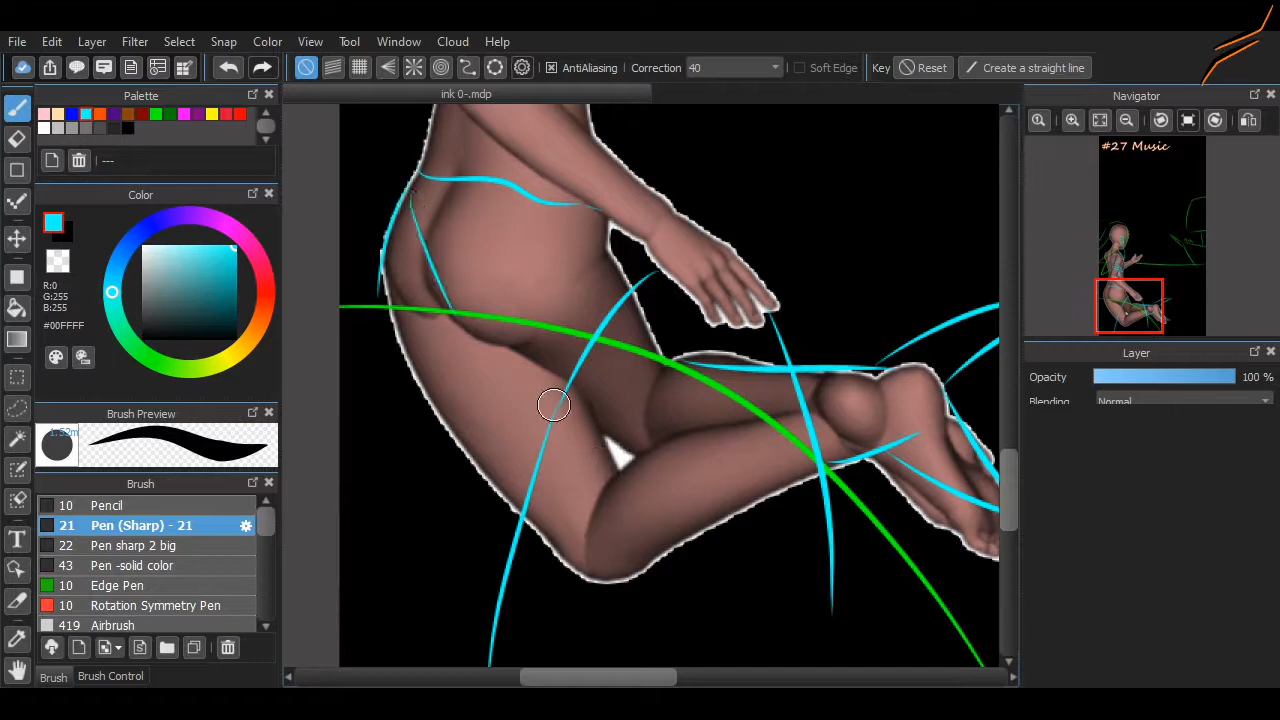 File Edit Layer Filter Select Snap Color View Tool Window Cloud Help
AntiAliasing Correction 40 Soft Edge Key Reset Create a straight line
Palette
ink 0-.mdp
Navigator
---
#27 Music
Color
R:0
G:255
B:255
#00FFFF
Layer
Opacity 100 %
Blending Normal
Brush Preview
Brush
10 Pencil
21 Pen (Sharp) - 21
22 Pen sharp 2 big
43 Pen -solid color
10 Edge Pen
10 Rotation Symmetry Pen
419 Airbrush
Brush Brush Control